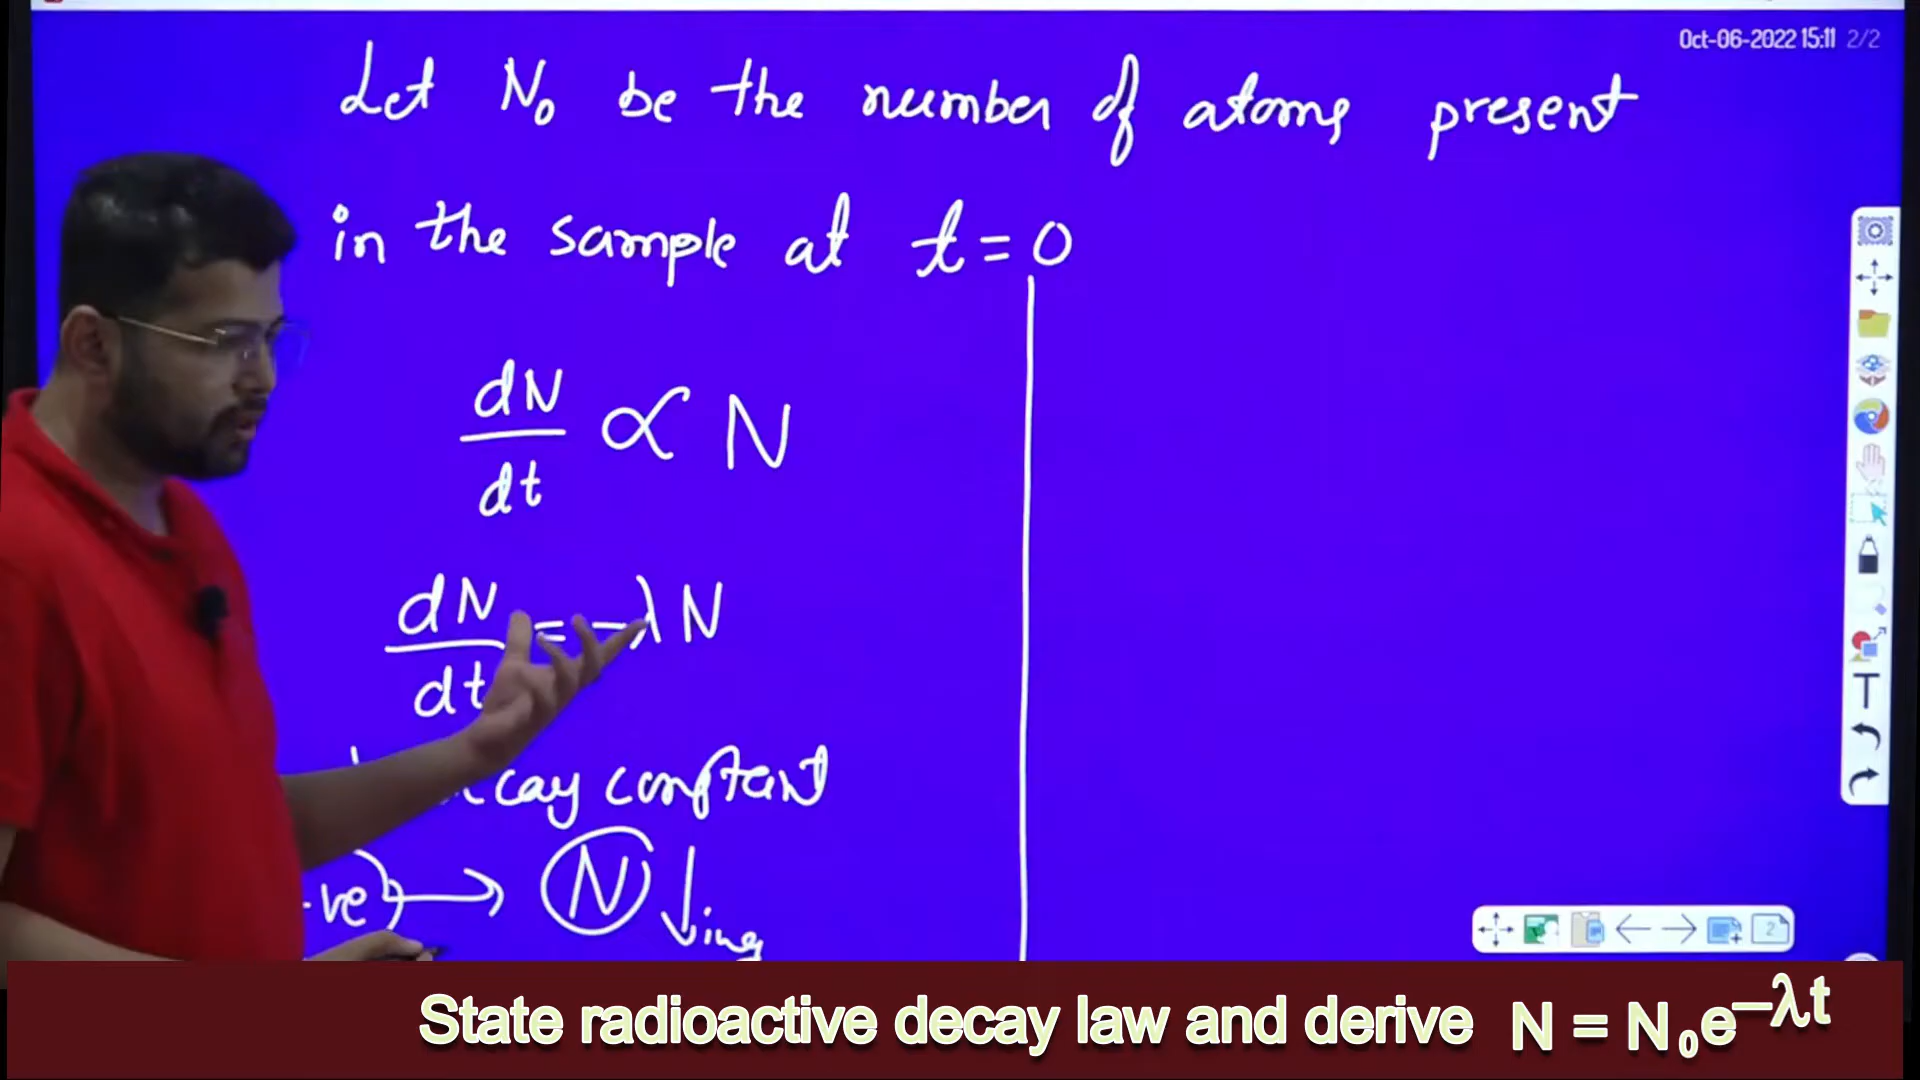 Oct-06-2022 15:11 2/2
Let N₀ be the number of atoms present
in the sample at t = 0
dN/dt ∝ N
dN/dt = -λN
constant
-ve) → N ↓ing
T
2
State radioactive decay law and derive N = N₀e^–λt